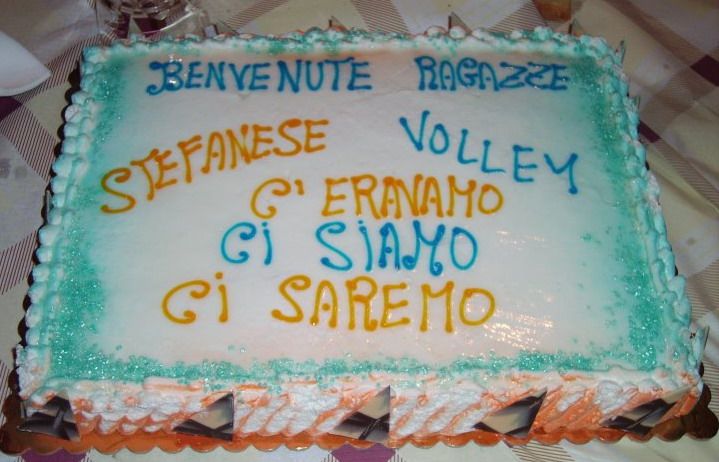 BENVENUTE RAGAZZE
STEFANESE VOLLEY
C' ERAVAMO
Ci SiAMO
Ci SAREMO